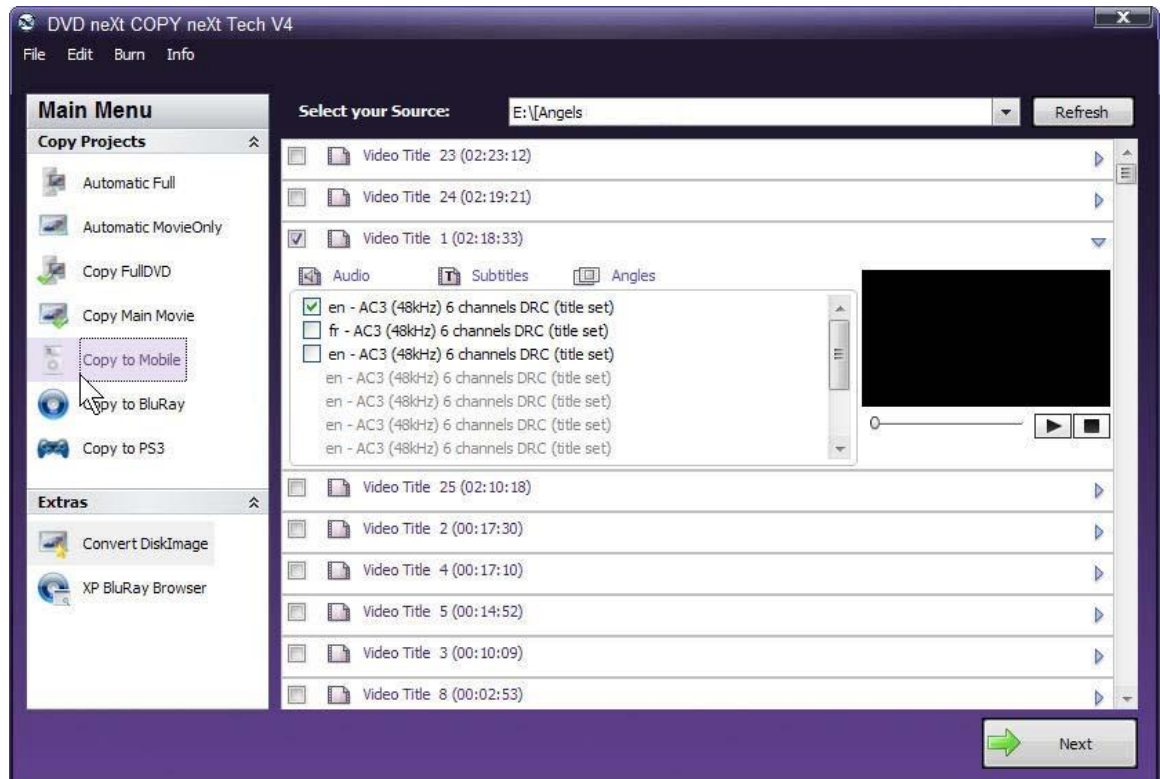 DVD neXt COPY neXt Tech V4
File Edit Burn Info
Main Menu
Copy Projects
Automatic Full
Automatic MovieOnly
Copy FullDVD
Copy Main Movie
Copy to Mobile
Copy to BluRay
Copy to PS3
Extras
Convert DiskImage
XP BluRay Browser
Select your Source: E:\[Angels Refresh
Video Title 23 (02:23:12)
Video Title 24 (02:19:21)
Video Title 1 (02:18:33)
Audio Subtitles Angles
en - AC3 (48kHz) 6 channels DRC (title set)
fr - AC3 (48kHz) 6 channels DRC (title set)
en - AC3 (48kHz) 6 channels DRC (title set)
en - AC3 (48kHz) 6 channels DRC (title set)
en - AC3 (48kHz) 6 channels DRC (title set)
en - AC3 (48kHz) 6 channels DRC (title set)
en - AC3 (48kHz) 6 channels DRC (title set)
Video Title 25 (02:10:18)
Video Title 2 (00:17:30)
Video Title 4 (00:17:10)
Video Title 5 (00:14:52)
Video Title 3 (00:10:09)
Video Title 8 (00:02:53)
Next